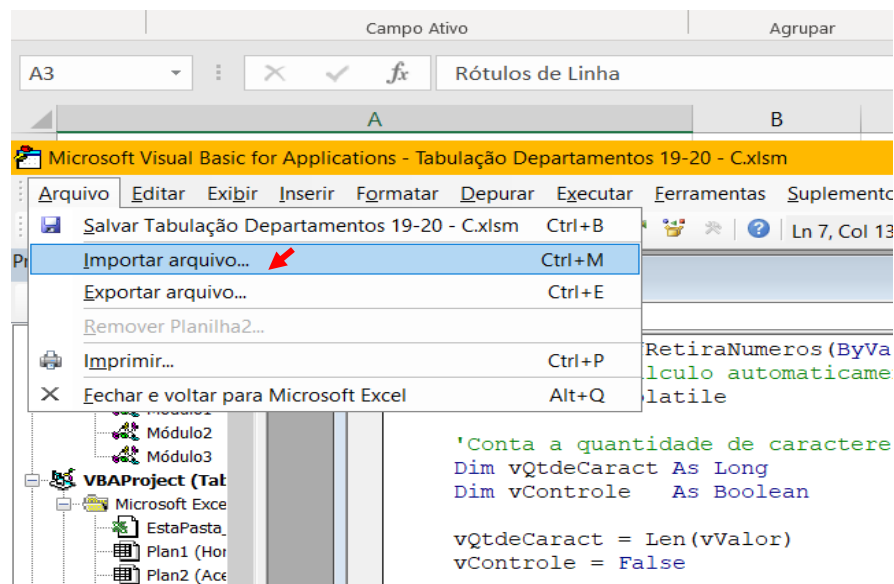 Campo Ativo Agrupar
A3 fx Rótulos de Linha
A B
Microsoft Visual Basic for Applications - Tabulação Departamentos 19-20 - C.xlsm
Arquivo Editar Exibir Inserir Formatar Depurar Executar Ferramentas Suplemento
Salvar Tabulação Departamentos 19-20 - C.xlsm Ctrl+B Ln 7, Col 13
Importar arquivo... Ctrl+M
Exportar arquivo... Ctrl+E
Remover Planilha2...
RetiraNumeros(ByVa
Imprimir... Ctrl+P lculo automaticame
Fechar e voltar para Microsoft Excel Alt+Q latile
Módulo1
Módulo2 'Conta a quantidade de caractere
Módulo3 Dim vQtdeCaract As Long
VBAProject (Tab
Microsoft Exce Dim vControle As Boolean
EstaPasta_
Plan1 (Hor vQtdeCaract = Len(vValor)
Plan2 (Ace vControle = False